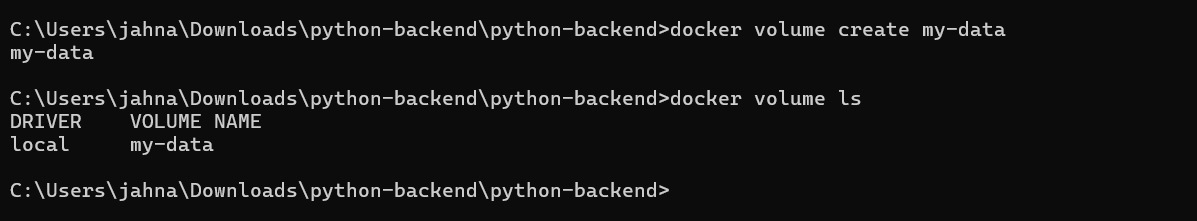 C:\Users\jahna\Downloads\python-backend\python-backend>docker volume create my-data
my-data
C:\Users\jahna\Downloads\python-backend\python-backend>docker volume ls
DRIVER    VOLUME NAME
local     my-data
C:\Users\jahna\Downloads\python-backend\python-backend>